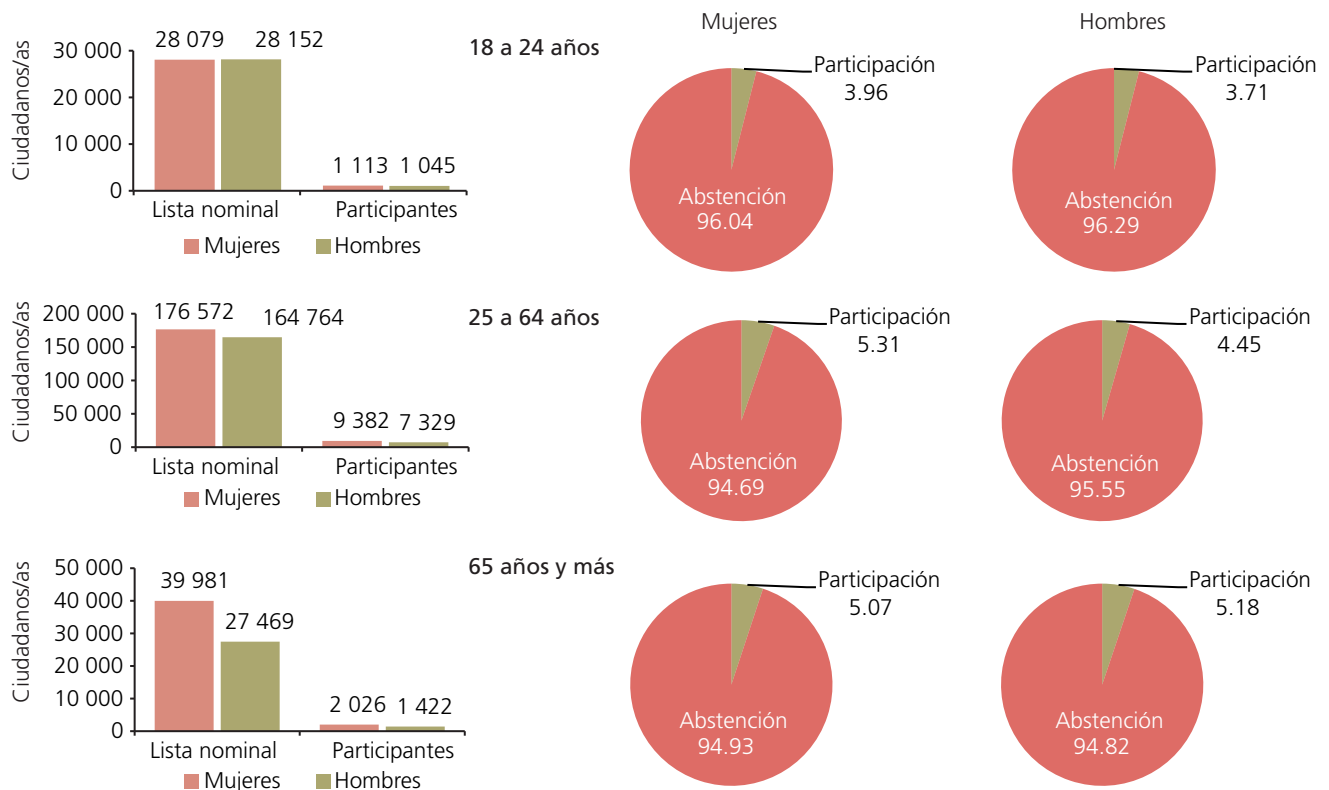 Mujeres
Hombres
18 a 24 años
Ciudadanos/as
30 000
20 000
10 000
0
28 079
28 152
1 113
1 045
Lista nominal
Participantes
Mujeres
Hombres
Participación
3.96
Abstención
96.04
Participación
3.71
Abstención
96.29
25 a 64 años
Ciudadanos/as
200 000
150 000
100 000
50 000
0
176 572
164 764
9 382
7 329
Lista nominal
Participantes
Mujeres
Hombres
Participación
5.31
Abstención
94.69
Participación
4.45
Abstención
95.55
65 años y más
Ciudadanos/as
50 000
40 000
30 000
20 000
10 000
0
39 981
27 469
2 026
1 422
Lista nominal
Participantes
Mujeres
Hombres
Participación
5.07
Abstención
94.93
Participación
5.18
Abstención
94.82